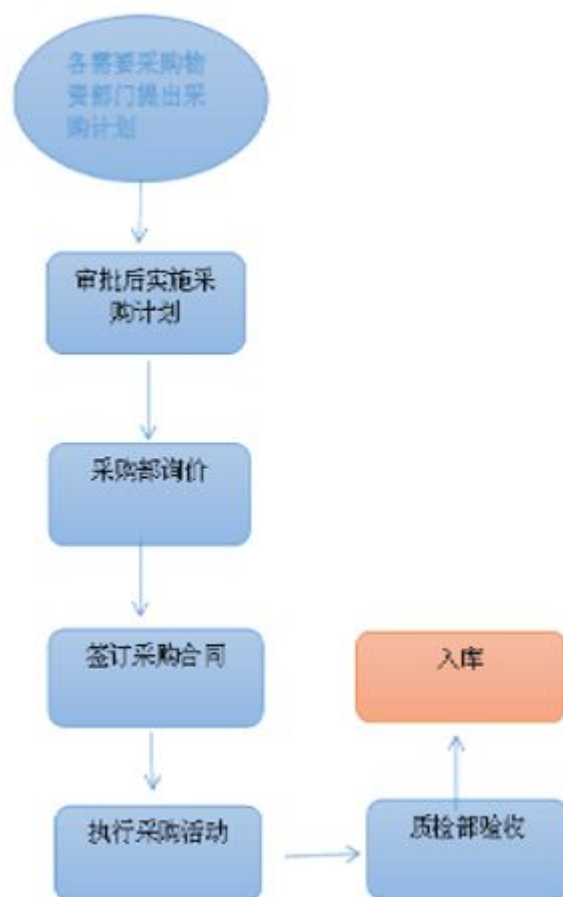 各需要采购物
资部门提出采
购计划
审批后实施采
购计划
采购部询价
签订采购合同
入库
执行采购活动
质检部验收